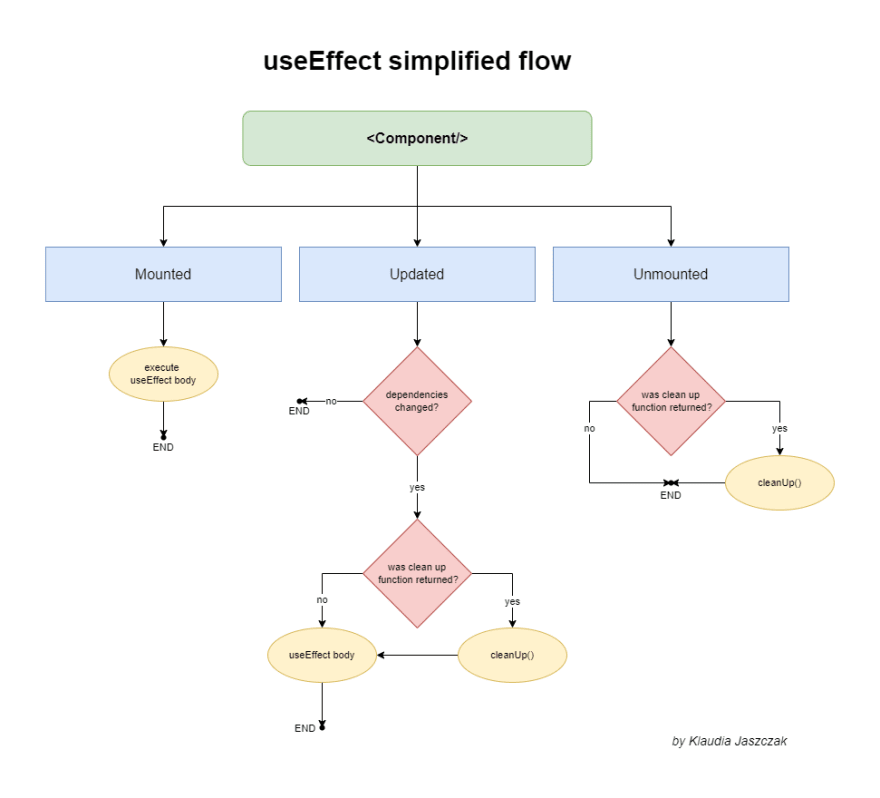 useEffect simplified flow
<Component/>
Mounted
Updated
Unmounted
execute
useEffect body
END
dependencies
changed?
no
END
yes
was clean up
function returned?
no
yes
useEffect body
cleanUp()
END
was clean up
function returned?
no
yes
cleanUp()
END
by Klaudia Jaszczak